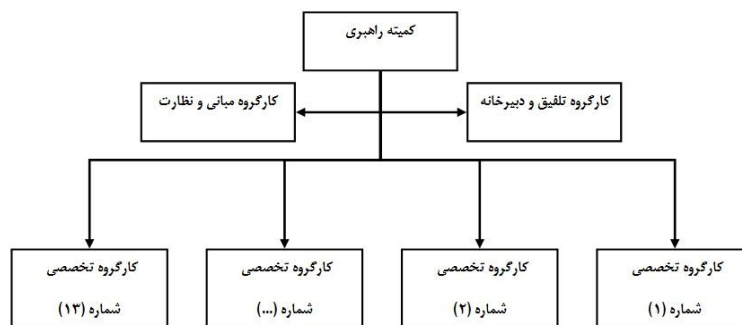 کمیته راهبری
کارگروه تلفیق و دبیرخانه
کارگروه مبانی و نظارت
کارگروه تخصصی
شماره (۱)
کارگروه تخصصی
شماره (۲)
کارگروه تخصصی
شماره (...)
کارگروه تخصصی
شماره (۱۳)